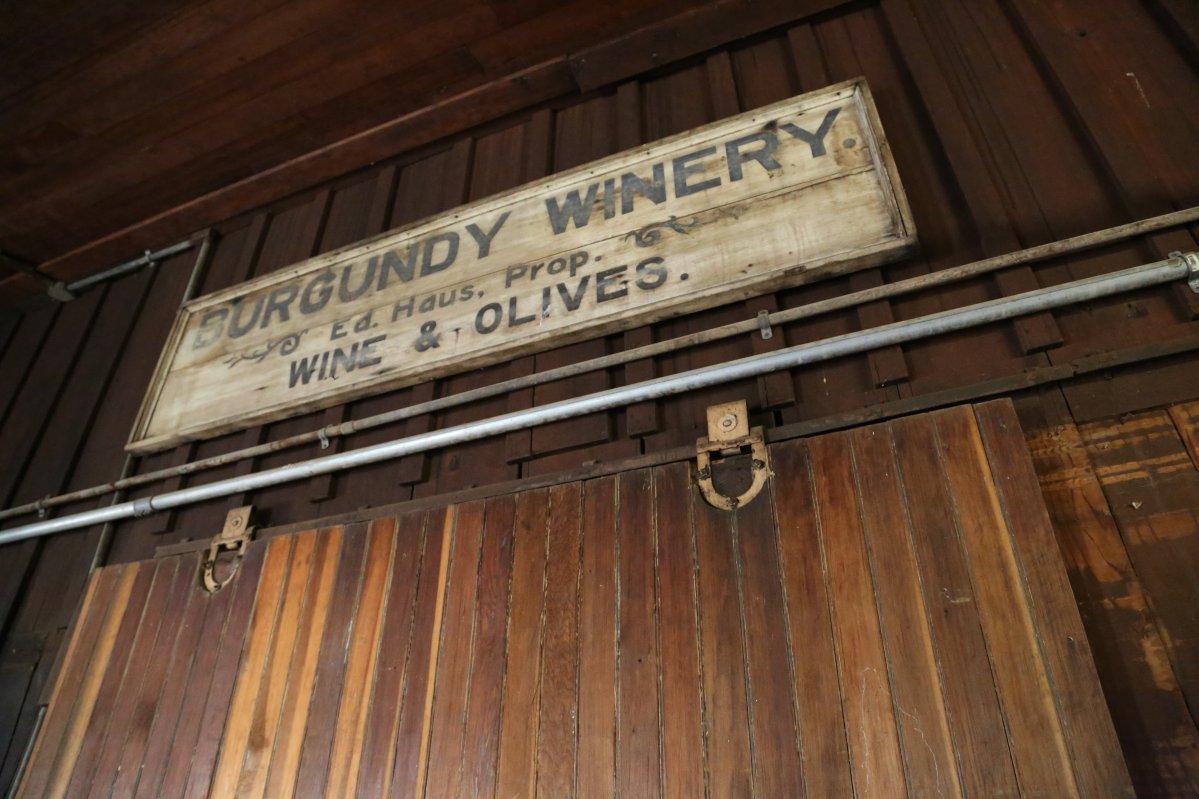 BURGUNDY WINERY.
Ed. Haus, Prop.
WINE & OLIVES.